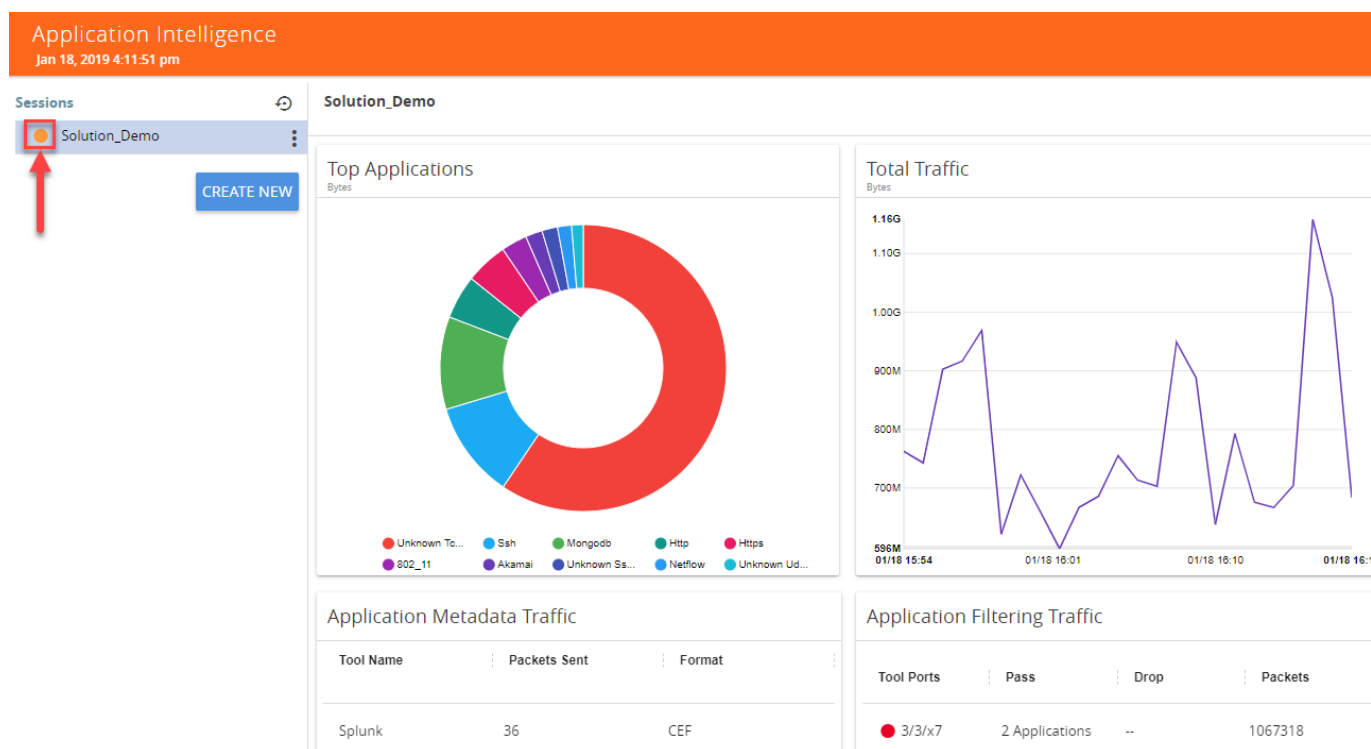 Application Intelligence
Jan 18, 2019 4:11:51 pm
Sessions
Solution_Demo
CREATE NEW
Solution_Demo
Top Applications
Bytes
Unknown Tc... Ssh Mongodb Http Https
802_11 Akamai Unknown Ss... Netflow Unknown Ud...
Total Traffic
Bytes
1.16G
1.10G
1.00G
900M
800M
700M
596M
01/18 15:54 01/18 16:01 01/18 16:10 01/18 16:1
Application Metadata Traffic
Tool Name Packets Sent Format
Splunk 36 CEF
Application Filtering Traffic
Tool Ports Pass Drop Packets
3/3/x7 2 Applications -- 1067318